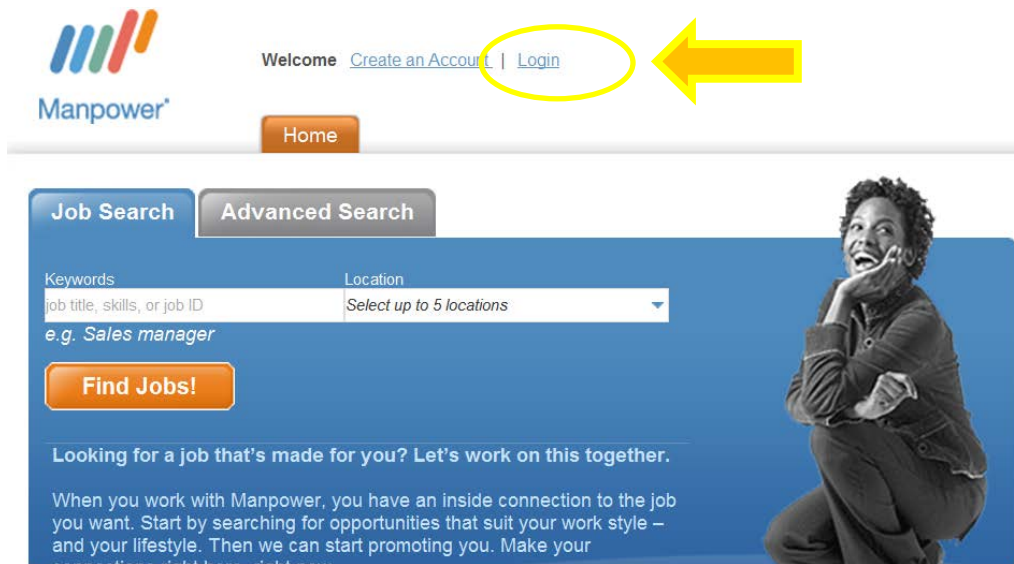 Welcome Create an Account | Login
Manpower
Home
Job Search Advanced Search
Keywords Location
job title, skills, or job ID Select up to 5 locations
e.g. Sales manager
Find Jobs!
Looking for a job that's made for you? Let's work on this together.
When you work with Manpower, you have an inside connection to the job
you want. Start by searching for opportunities that suit your work style –
and your lifestyle. Then we can start promoting you. Make your